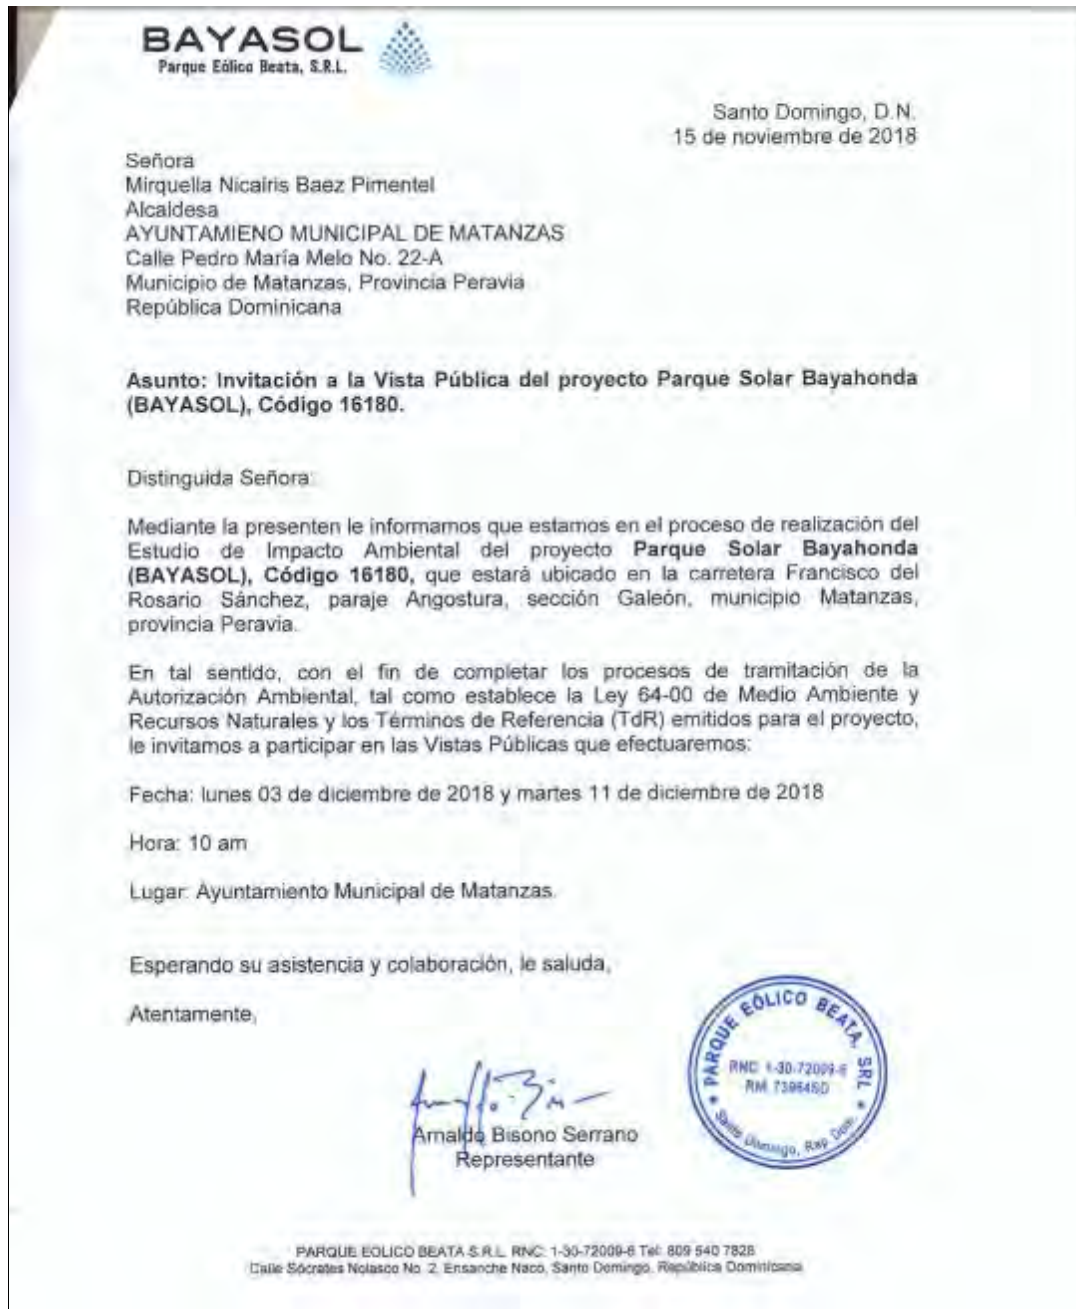 BAYASOL
Parque Eólico Beata, S.R.L.
Santo Domingo, D.N.
15 de noviembre de 2018
Señora
Mirquella Nicairis Baez Pimentel
Alcaldesa
AYUNTAMIENO MUNICIPAL DE MATANZAS
Calle Pedro María Melo No. 22-A
Municipio de Matanzas, Provincia Peravia
República Dominicana
Asunto: Invitación a la Vista Pública del proyecto Parque Solar Bayahonda
(BAYASOL), Código 16180.
Distinguida Señora:
Mediante la presenten le informamos que estamos en el proceso de realización del
Estudio de Impacto Ambiental del proyecto Parque Solar Bayahonda
(BAYASOL), Código 16180, que estará ubicado en la carretera Francisco del
Rosario Sánchez, paraje Angostura, sección Galeón, municipio Matanzas,
provincia Peravia.
En tal sentido, con el fin de completar los procesos de tramitación de la
Autorización Ambiental, tal como establece la Ley 64-00 de Medio Ambiente y
Recursos Naturales y los Términos de Referencia (TdR) emitidos para el proyecto,
le invitamos a participar en las Vistas Públicas que efectuaremos:
Fecha: lunes 03 de diciembre de 2018 y martes 11 de diciembre de 2018
Hora: 10 am
Lugar: Ayuntamiento Municipal de Matanzas.
Esperando su asistencia y colaboración, le saluda,
Atentamente,
PARQUE EÓLICO BEATA, SRL
RNC: 1-30-72009-6
RM 73964SD
Santo Domingo, Rep. Dom.
Arnaldo Bisono Serrano
Representante
PARQUE EOLICO BEATA S.R.L. RNC: 1-30-72009-6 Tel: 809 540 7828
Calle Sócrates Nolasco No. 2, Ensanche Naco, Santo Domingo, República Dominicana